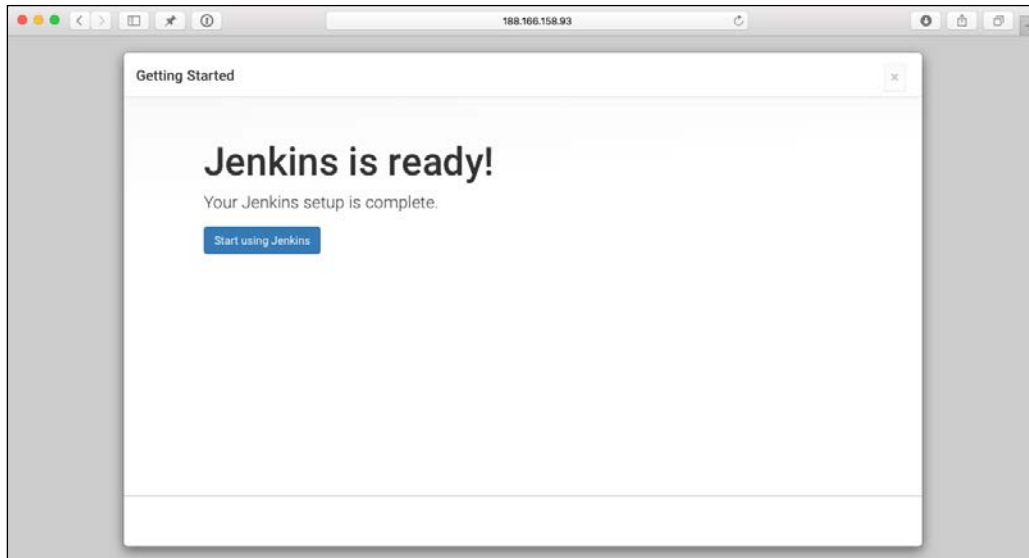 188.166.158.93
Getting Started
Jenkins is ready!
Your Jenkins setup is complete.
Start using Jenkins